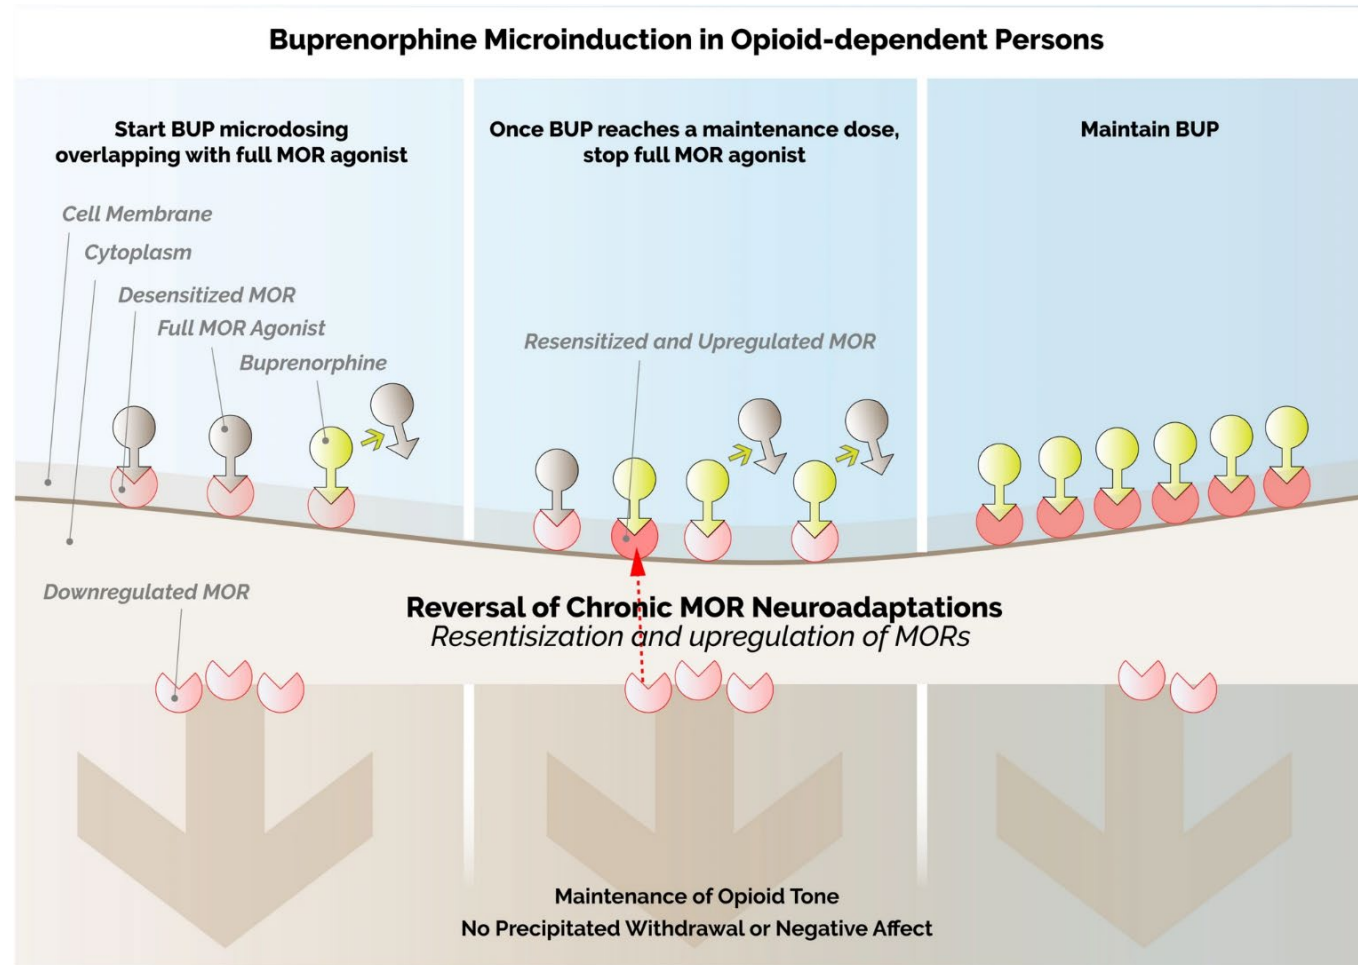 Buprenorphine Microinduction in Opioid-dependent Persons
Start BUP microdosing
overlapping with full MOR agonist
Once BUP reaches a maintenance dose,
stop full MOR agonist
Maintain BUP
Cell Membrane
Cytoplasm
Desensitized MOR
Full MOR Agonist
Buprenorphine
Resensitized and Upregulated MOR
Downregulated MOR
Reversal of Chronic MOR Neuroadaptations
Resentisization and upregulation of MORs
Maintenance of Opioid Tone
No Precipitated Withdrawal or Negative Affect